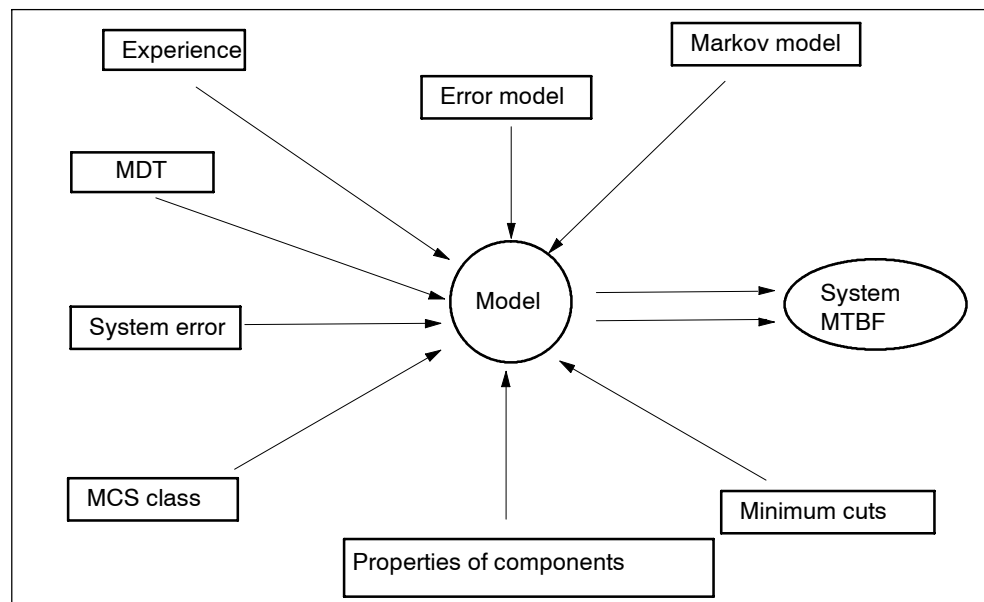 Experience
Markov model
Error model
MDT
Model
System
MTBF
System error
MCS class
Minimum cuts
Properties of components